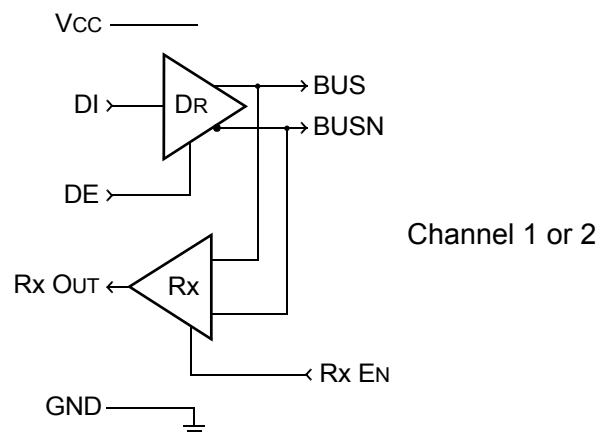 VCC
BUS
DI
DR
BUSN
DE
Channel 1 or 2
Rx OUT
Rx
Rx EN
GND